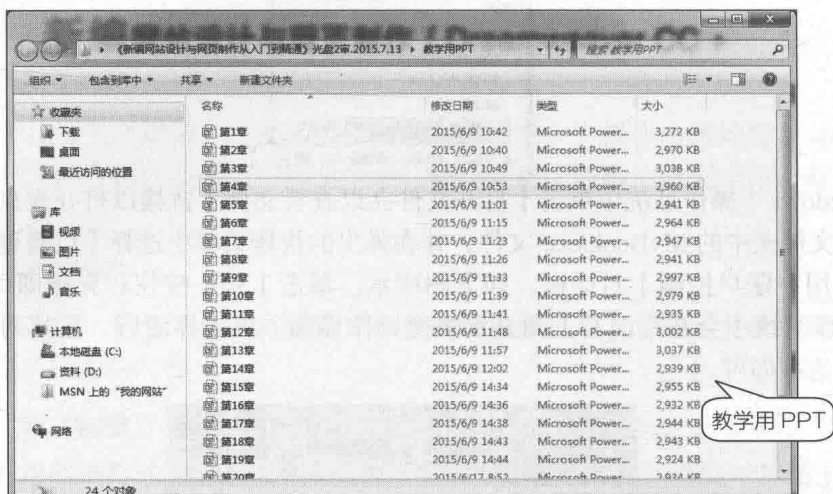 《新编网站设计与网页制作从入门到精通》光盘2审.2015.7.13 ▸ 教学用PPT 搜索 教学用PPT
组织 包含到库中 共享 新建文件夹
名称 修改日期 类型 大小
收藏夹
下载
桌面
最近访问的位置
库
视频
图片
文档
音乐
计算机
本地磁盘 (C:)
资料 (D:)
MSN 上的“我的网站”
网络
第1章 2015/6/9 10:42 Microsoft Power... 3,272 KB
第2章 2015/6/9 10:40 Microsoft Power... 2,970 KB
第3章 2015/6/9 10:49 Microsoft Power... 3,038 KB
第4章 2015/6/9 10:53 Microsoft Power... 2,960 KB
第5章 2015/6/9 11:01 Microsoft Power... 2,941 KB
第6章 2015/6/9 11:15 Microsoft Power... 2,964 KB
第7章 2015/6/9 11:23 Microsoft Power... 2,947 KB
第8章 2015/6/9 11:26 Microsoft Power... 2,941 KB
第9章 2015/6/9 11:33 Microsoft Power... 2,997 KB
第10章 2015/6/9 11:39 Microsoft Power... 2,979 KB
第11章 2015/6/9 11:41 Microsoft Power... 2,935 KB
第12章 2015/6/9 11:48 Microsoft Power... 3,002 KB
第13章 2015/6/9 11:57 Microsoft Power... 3,037 KB
第14章 2015/6/9 12:02 Microsoft Power... 2,939 KB
第15章 2015/6/9 14:34 Microsoft Power... 2,955 KB
第16章 2015/6/9 14:36 Microsoft Power... 2,932 KB
第17章 2015/6/9 14:38 Microsoft Power... 2,944 KB
第18章 2015/6/9 14:43 Microsoft Power... 2,943 KB
第19章 2015/6/9 14:44 Microsoft Power... 2,924 KB
第20章 2015/6/17 8:52 Microsoft Power... 2,934 KB
教学用 PPT
24 个对象